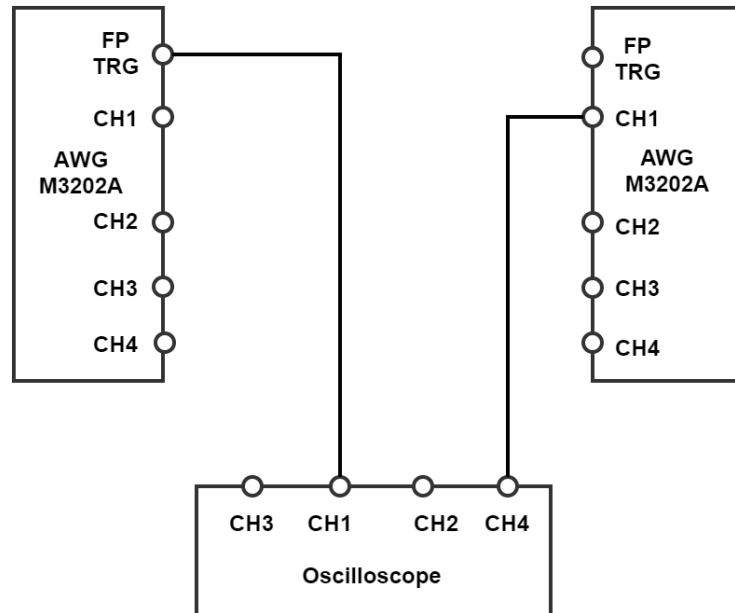 FP
TRG
CH1
AWG
M3202A
CH2
CH3
CH4
FP
TRG
CH1
AWG
M3202A
CH2
CH3
CH4
CH3 CH1 CH2 CH4
Oscilloscope